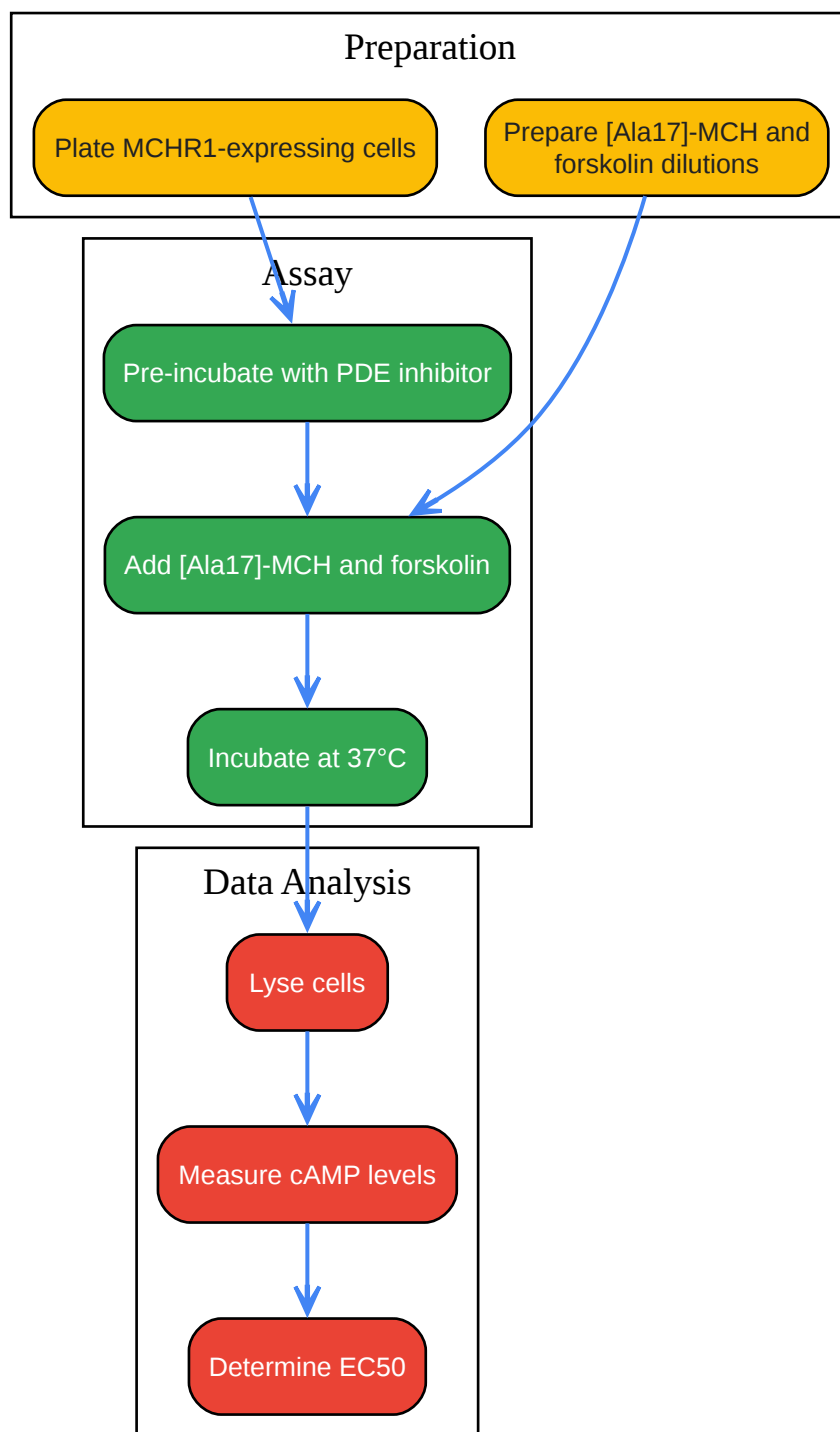 Preparation
Plate MCHR1-expressing cells
Prepare [Ala17]-MCH and
forskolin dilutions
Assay
Pre-incubate with PDE inhibitor
Add [Ala17]-MCH and forskolin
Incubate at 37°C
Data Analysis
Lyse cells
Measure cAMP levels
Determine EC50